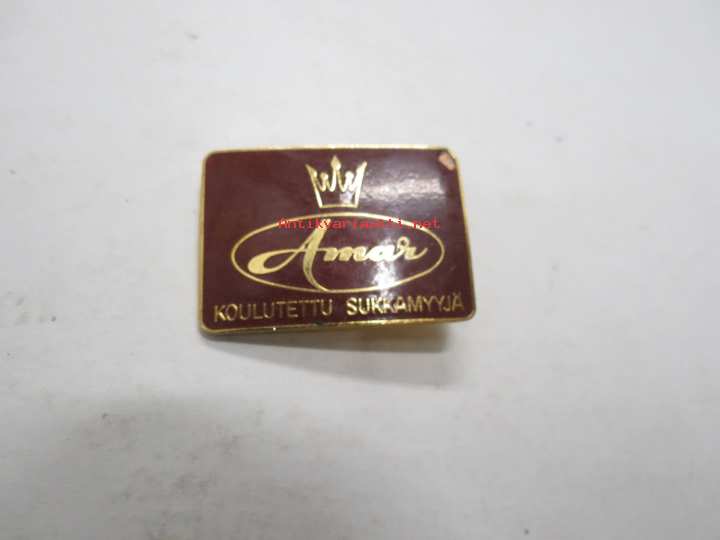 Antikvariaatti.net
Amar
KOULUTETTU SUKKAMYYJÄ